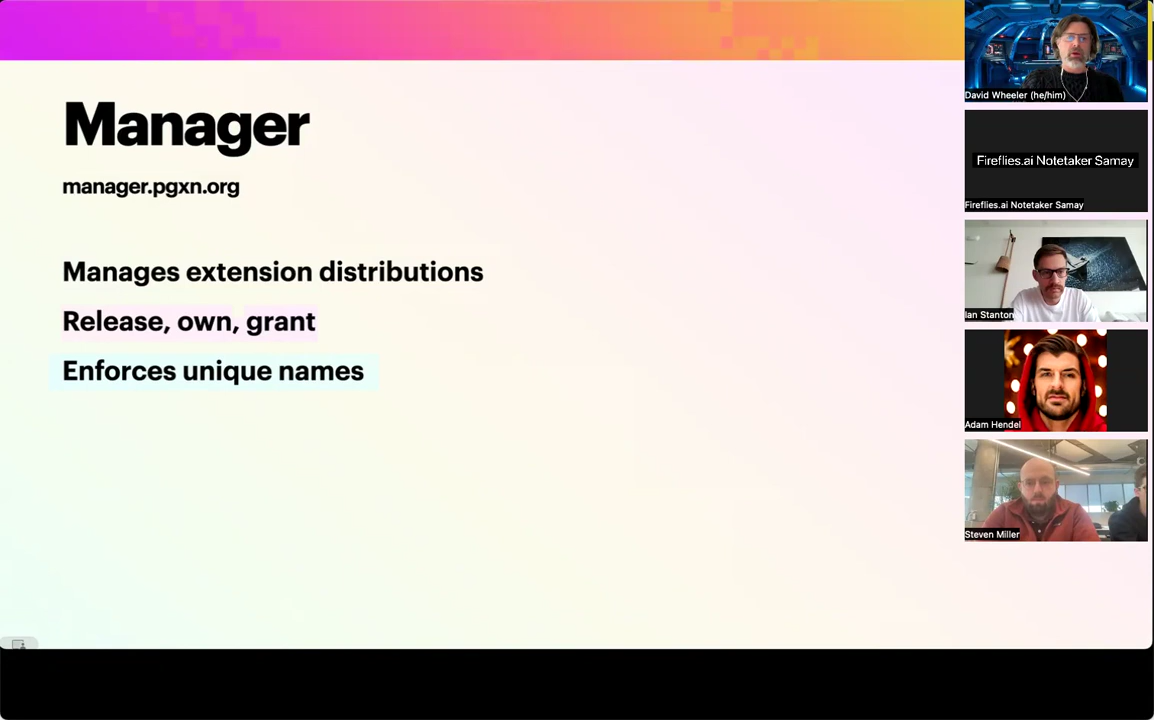 Manager
manager.pgxn.org
Manages extension distributions
Release, own, grant
Enforces unique names
David Wheeler (he/him)
Fireflies.ai Notetaker Samay
Fireflies.ai Notetaker Samay
Ian Stanton
Adam Hendel
Steven Miller